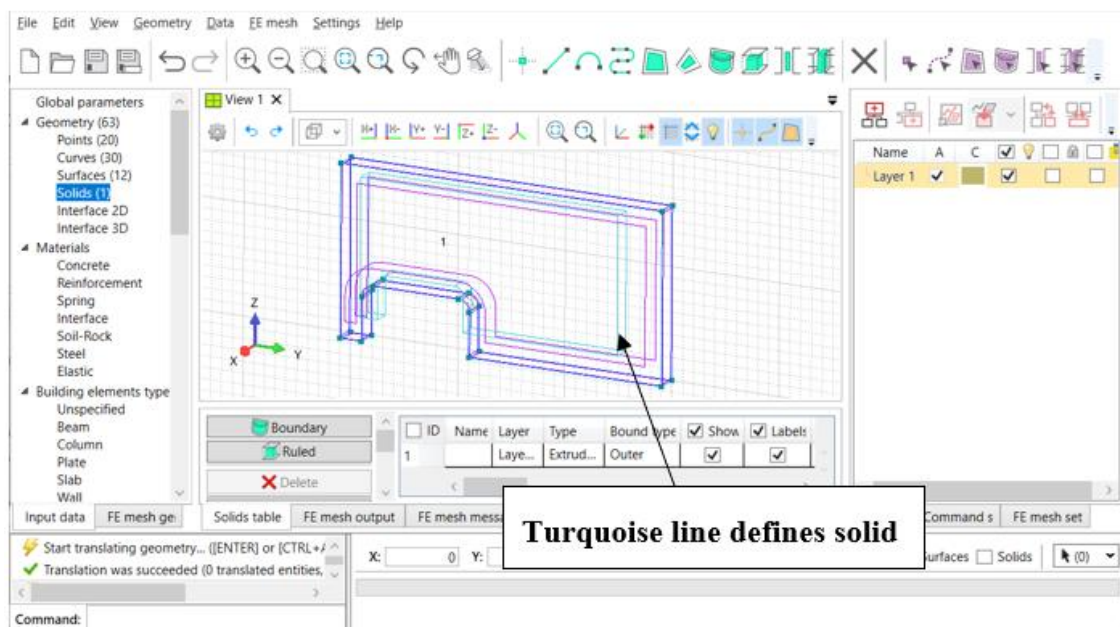 File Edit View Geometry Data FE mesh Settings Help
Global parameters
Geometry (63)
Points (20)
Curves (30)
Surfaces (12)
Solids (1)
Interface 2D
Interface 3D
Materials
Concrete
Reinforcement
Spring
Interface
Soil-Rock
Steel
Elastic
Building elements type
Unspecified
Beam
Column
Plate
Slab
Wall
Input data FE mesh ge
View 1
X+ X- Y+ Y- Z+ Z-
1
Z
X Y
Boundary
Ruled
Delete
ID Name Layer Type Bound type Show Labels
1 Laye... Extrud... Outer
Solids table FE mesh output FE mesh messa
Turquoise line defines solid
Name A C
Layer 1
Command s FE mesh set
Start translating geometry... ([ENTER] or [CTRL+A
Translation was succeeded (0 translated entities,
Command:
X: 0 Y:
urfaces Solids (0)